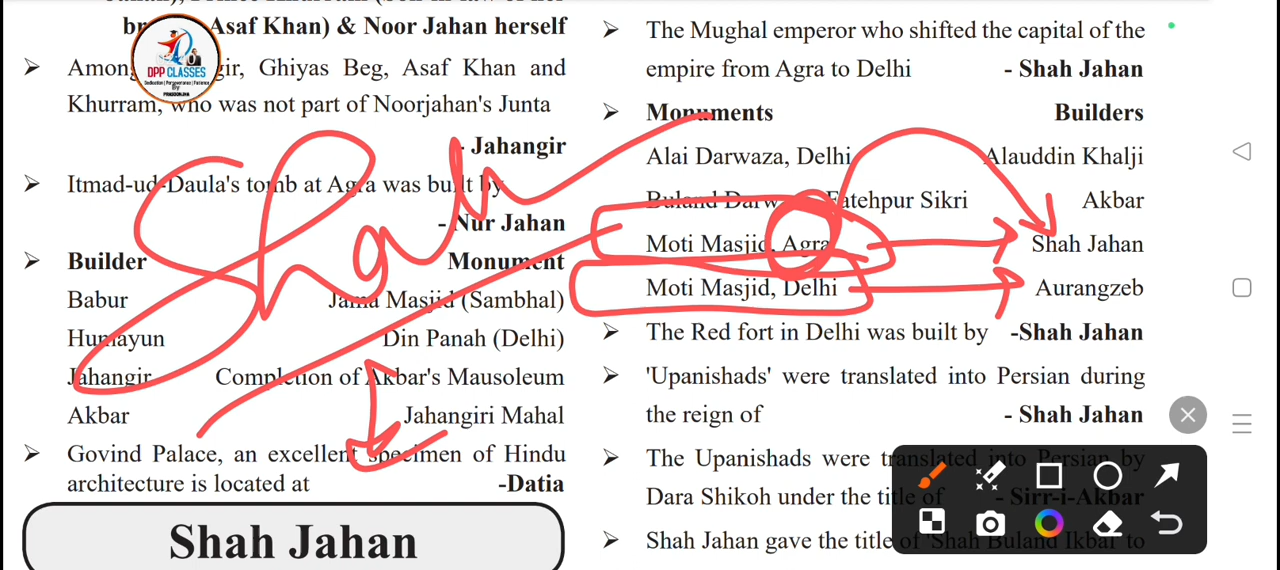 Asaf Khan) & Noor Jahan herself
Ghiyas Beg, Asaf Khan and
Khurram, who was not part of Noorjahan's Junta
- Jahangir
Itmad-ud-Daula's tomb at Agra was built by
- Nur Jahan
Builder Monument
Babur Jama Masjid (Sambhal)
Humayun Din Panah (Delhi)
Jahangir Completion of Akbar's Mausoleum
Akbar Jahangiri Mahal
Govind Palace, an excellent specimen of Hindu
architecture is located at -Datia
Shah Jahan
DPP CLASSES
By
Shah
The Mughal emperor who shifted the capital of the
empire from Agra to Delhi - Shah Jahan
Monuments Builders
Alai Darwaza, Delhi Alauddin Khalji
Buland Fatehpur Sikri Akbar
Moti Masjid, Agra Shah Jahan
Moti Masjid, Delhi Aurangzeb
The Red fort in Delhi was built by -Shah Jahan
'Upanishads' were translated into Persian during
the reign of - Shah Jahan
The Upanishads were translated into Persian by
Dara Shikoh under the title of - Sirr-i-Akbar
Shah Jahan gave the title of 'Shah Buland Ikbal' to